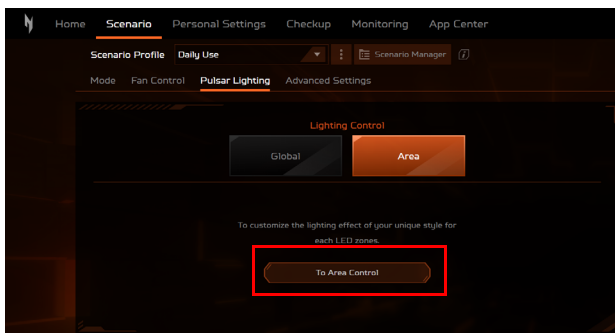 Home Scenario Personal Settings Checkup Monitoring App Center
Scenario Profile Daily Use Scenario Manager
Mode Fan Control Pulsar Lighting Advanced Settings
Lighting Control
Global Area
To customize the lighting effect of your unique style for
each LED zones.
To Area Control